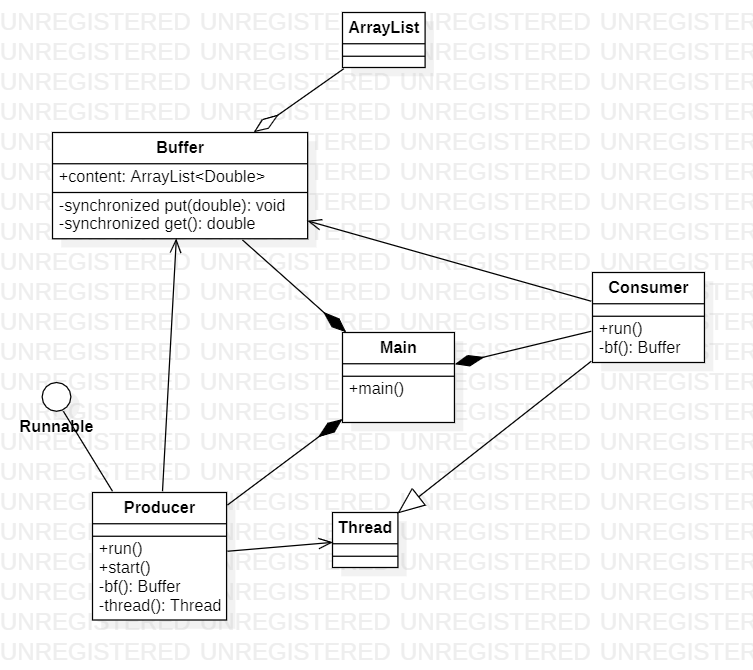 UNREGISTERED
ArrayList
Buffer
+content: ArrayList<Double>
-synchronized put(double): void
-synchronized get(): double
Consumer
+run()
-bf(): Buffer
Main
+main()
Runnable
Producer
+run()
+start()
-bf(): Buffer
-thread(): Thread
Thread